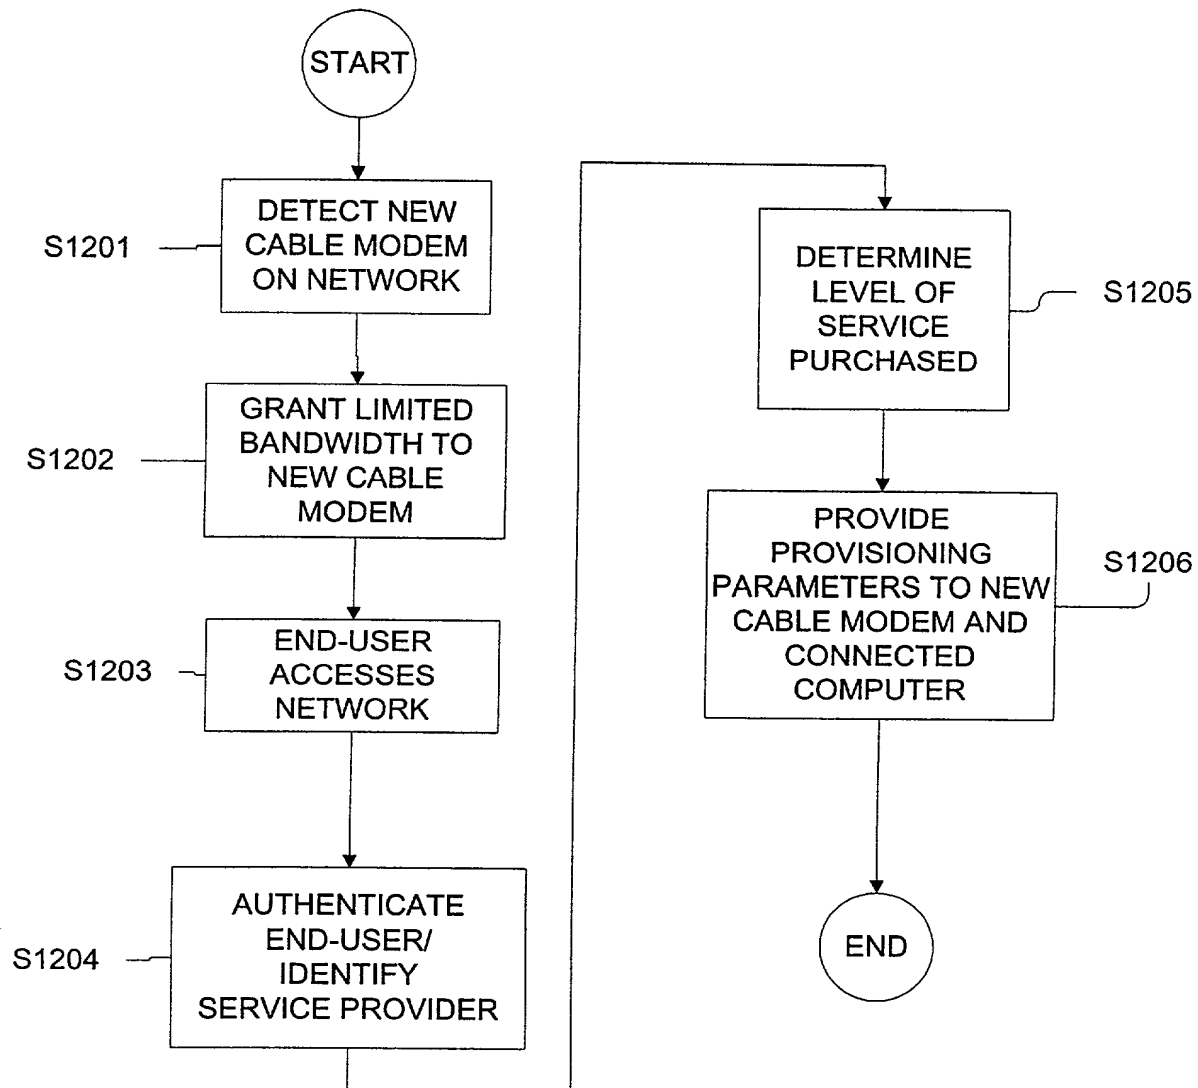 START
S1201
DETECT NEW
CABLE MODEM
ON NETWORK
S1202
GRANT LIMITED
BANDWIDTH TO
NEW CABLE
MODEM
S1203
END-USER
ACCESSES
NETWORK
S1204
AUTHENTICATE
END-USER/
IDENTIFY
SERVICE PROVIDER
DETERMINE
LEVEL OF
SERVICE
PURCHASED
S1205
PROVIDE
PROVISIONING
PARAMETERS TO NEW
CABLE MODEM AND
CONNECTED
COMPUTER
S1206
END